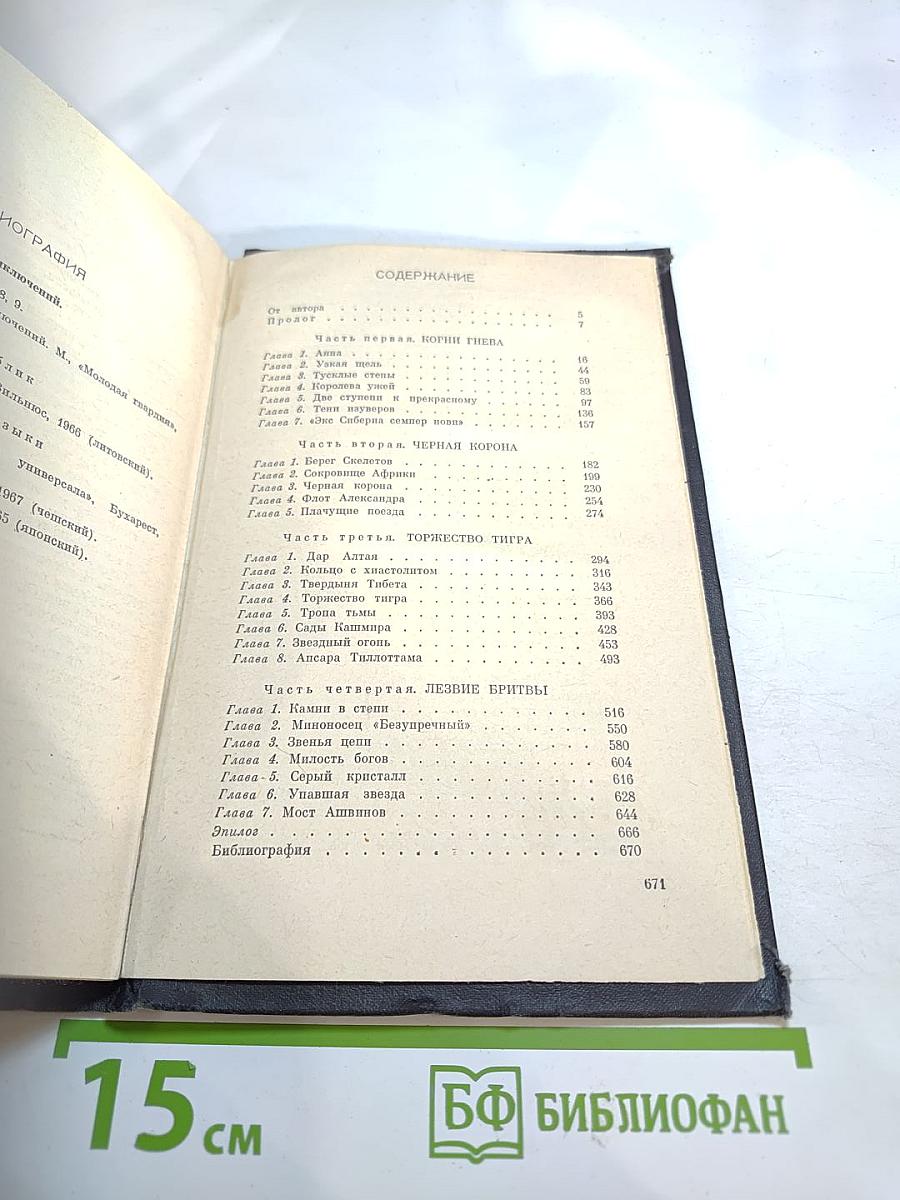 ИОГРАФИЯ
ключений.
8, 9.
лючений. М., «Молодая гвардия»,
блик
Вильнюс, 1966 (литовский).
зыки
универсала», Бухарест,
1967 (чешский).
65 (японский).
СОДЕРЖАНИЕ
От автора . . . . . . . . . . . . . . . . 5
Пролог . . . . . . . . . . . . . . . . 7
Часть первая. КОРНИ ГНЕВА
Глава 1. Анна . . . . . . . . . . . . . . 16
Глава 2. Узкая щель . . . . . . . . . . . . 44
Глава 3. Тусклые степы . . . . . . . . . . . 59
Глава 4. Королева ужей . . . . . . . . . . . 83
Глава 5. Две ступени к прекрасному . . . . . . . 97
Глава 6. Тени изуверов . . . . . . . . . . . 136
Глава 7. «Экс Сибериа семпер нови» . . . . . . . 157
Часть вторая. ЧЕРНАЯ КОРОНА
Глава 1. Берег Скелетов . . . . . . . . . . . 182
Глава 2. Сокровище Африки . . . . . . . . . . 199
Глава 3. Черная корона . . . . . . . . . . . 230
Глава 4. Флот Александра . . . . . . . . . . 254
Глава 5. Плачущие поезда . . . . . . . . . . 274
Часть третья. ТОРЖЕСТВО ТИГРА
Глава 1. Дар Алтая . . . . . . . . . . . . 294
Глава 2. Кольцо с хиастолитом . . . . . . . . . 316
Глава 3. Твердыня Тибета . . . . . . . . . . 343
Глава 4. Торжество тигра . . . . . . . . . . 366
Глава 5. Тропа тьмы . . . . . . . . . . . . 393
Глава 6. Сады Кашмира . . . . . . . . . . . 428
Глава 7. Звездный огонь . . . . . . . . . . . 453
Глава 8. Апсара Тиллоттама . . . . . . . . . . 493
Часть четвертая. ЛЕЗВИЕ БРИТВЫ
Глава 1. Камни в степи . . . . . . . . . . . 516
Глава 2. Миноносец «Безупречный» . . . . . . . 550
Глава 3. Звенья цепи . . . . . . . . . . . . 580
Глава 4. Милость богов . . . . . . . . . . . 604
Глава 5. Серый кристалл . . . . . . . . . . . 616
Глава 6. Упавшая звезда . . . . . . . . . . . 628
Глава 7. Мост Ашвинов . . . . . . . . . . . 644
Эпилог . . . . . . . . . . . . . . . . . 666
Библиография . . . . . . . . . . . . . . . 670
671
15 см
БФ БИБЛИОФАН